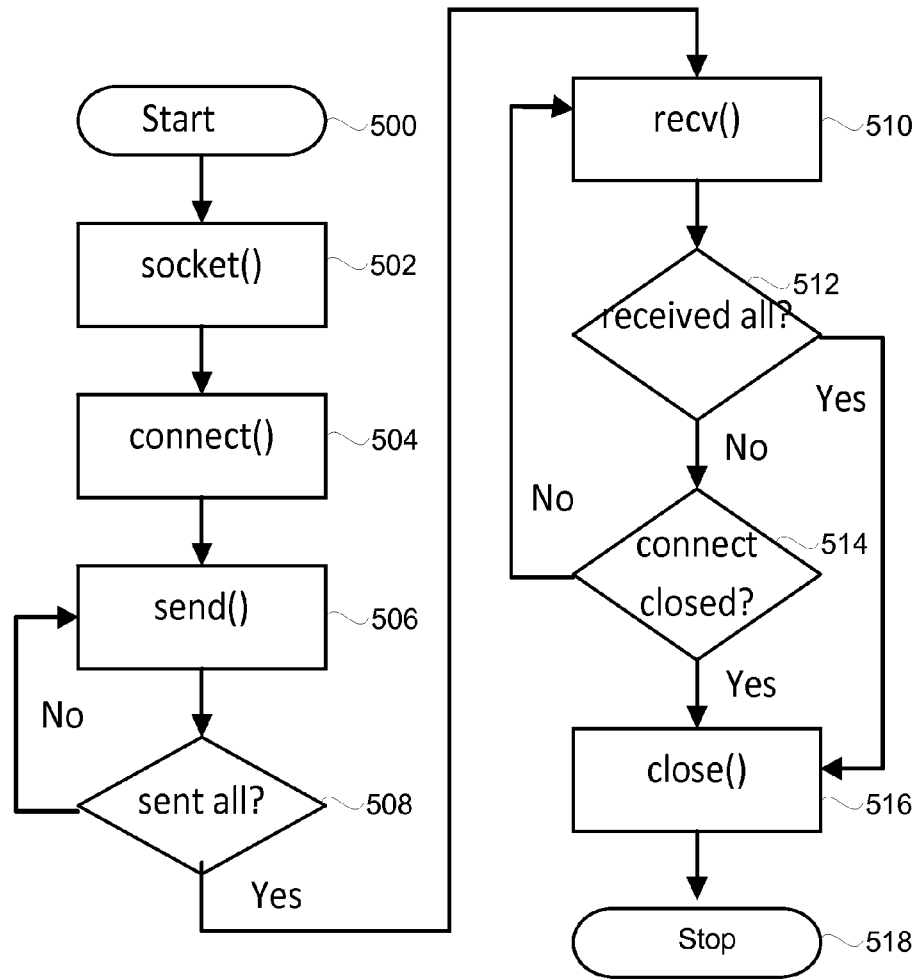 Start
500
socket()
502
connect()
504
send()
506
No
sent all?
508
Yes
recv()
510
512
received all?
Yes
No
No
connect
closed?
514
Yes
close()
516
Stop
518